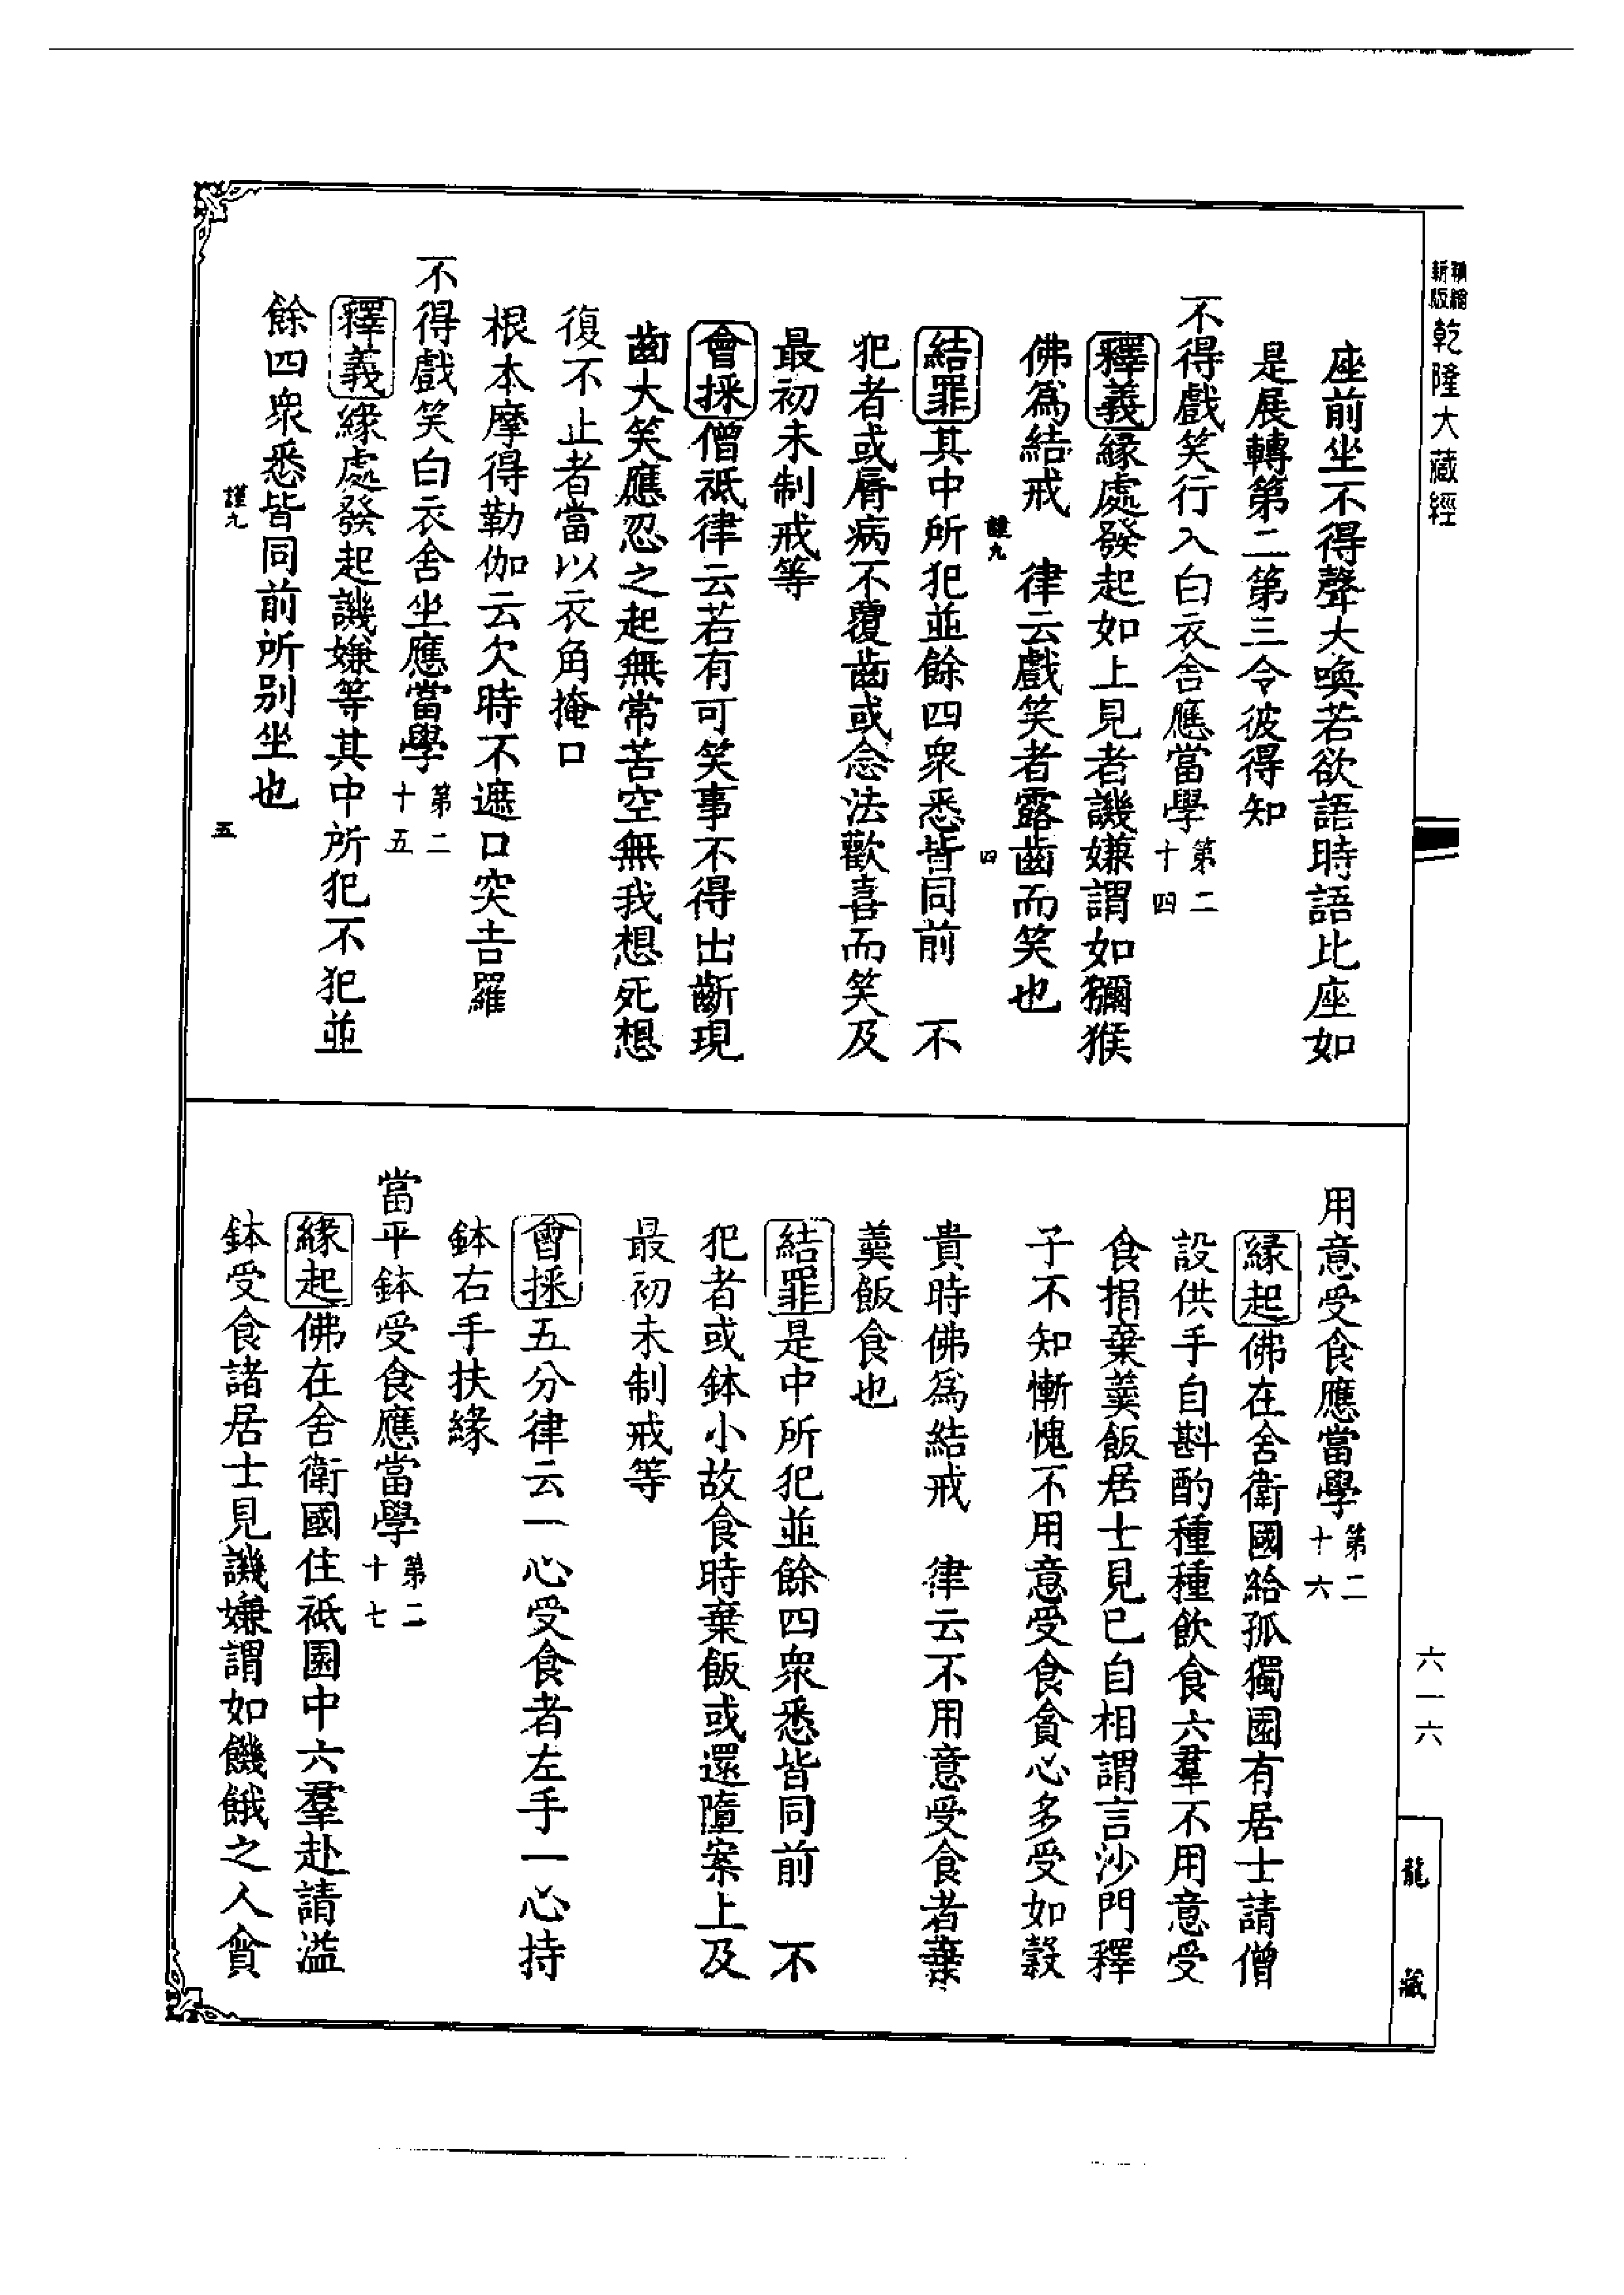 精繪
新版
乾隆大藏經
座前坐不得聲大喚若欲語時語比座如
是展轉第二第三令彼得知
不得戲笑行入白衣舍應當學第二十四
釋義緣處發起如上見者譏嫌謂如獼猴
佛為結戒　律云戲笑者露齒而笑也
謹九
四
結罪其中所犯並餘四衆悉皆同前　不
犯者或脣病不覆齒或念法歡喜而笑及
最初未制戒等
會採僧祇律云若有可笑事不得出齗現
齒大笑應忍之起無常苦空無我想死想
復不止者當以衣角掩口
根本摩得勒伽云欠時不遮口突吉羅
不得戲笑白衣舍坐應當學第二十五
釋義緣處發起譏嫌等其中所犯不犯並
餘四衆悉皆同前所别坐也
謹九
五
用意受食應當學第二十六
緣起佛在舍衛國給孤獨園有居士請僧
設供手自斟酌種種飲食六羣不用意受
食捐棄羹飯居士見已自相謂言沙門釋
子不知慚愧不用意受食貪心多受如穀
貴時佛為結戒　律云不用意受食者棄
羹飯食也
結罪是中所犯並餘四衆悉皆同前　不
犯者或鉢小故食時棄飯或還墮案上及
最初未制戒等
會採五分律云一心受食者左手一心持
鉢右手扶緣
當平鉢受食應當學第二十七
緣起佛在舍衛國住祇園中六羣赴請溢
鉢受食諸居士見譏嫌謂如饑餓之人貪
六一六
龍藏